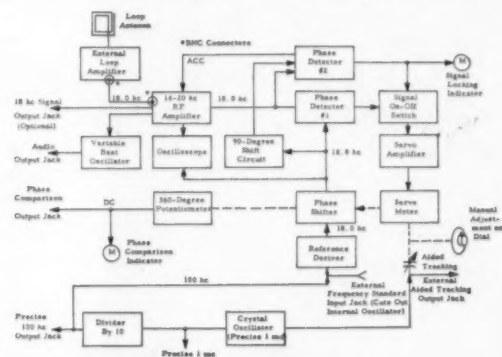 Loop
Antenna
External
Loop
Amplifier
*BNC Connectors
AGC
Phase
Detector
#2
M
Signal
Locking
Indicator
*
18.0 kc
18 kc Signal
Output Jack
(Optional)
14-20 kc
R.F
Amplifier
18.0 kc
Phase
Detector
#1
Signal
On-Off
Switch
Audio
Output Jack
Variable
Beat
Oscillator
Oscilloscope
90-Degree
Shift
Circuit
18.0 kc
Servo
Amplifier
Phase Comparison
Output Jack
DC
360-Degree
Potentiometer
Phase
Shifter
Servo
Motor
Manual
Adjust-
ment on
Dial
M
Phase
Comparison
Indicator
18.0 kc
Reference
Deriver
Aided
Tracking
100 kc
External
Frequency Standard
Input Jack (Cuts Out
Internal Oscillator)
External
Aided Tracking
Output Jack
Precise
100 kc
Output Jack
Divider
By 10
Crystal
Oscillator
(Precise 1 mc)
Precise 1 mc